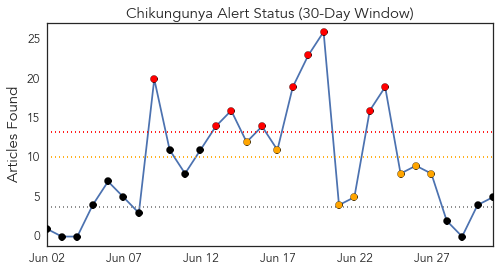 Chikungunya Alert Status (30-Day Window)
Articles Found
25
20
15
10
5
0
Jun 02 Jun 07 Jun 12 Jun 17 Jun 22 Jun 27